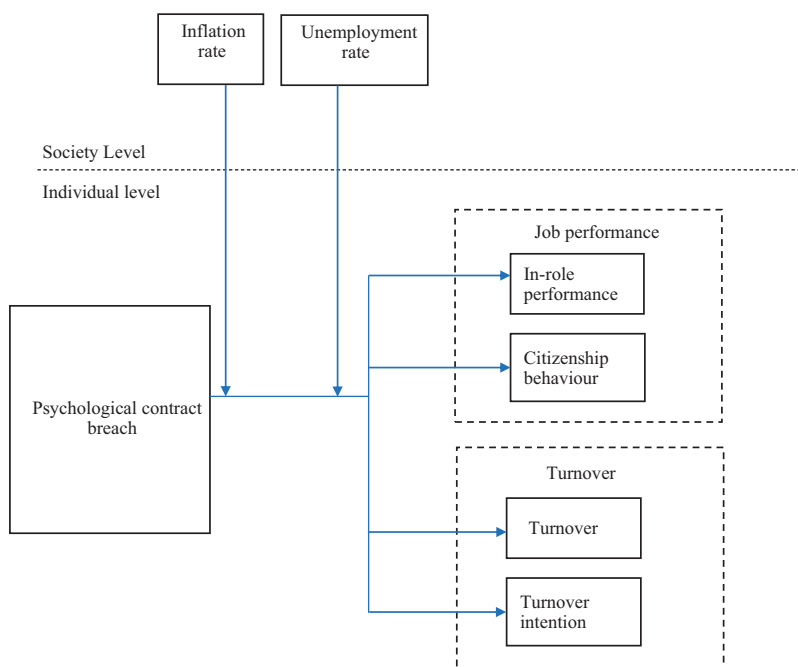 Inflation
rate
Unemployment
rate
Society Level
Individual level
Job performance
In-role
performance
Citizenship
behaviour
Psychological contract
breach
Turnover
Turnover
Turnover
intention